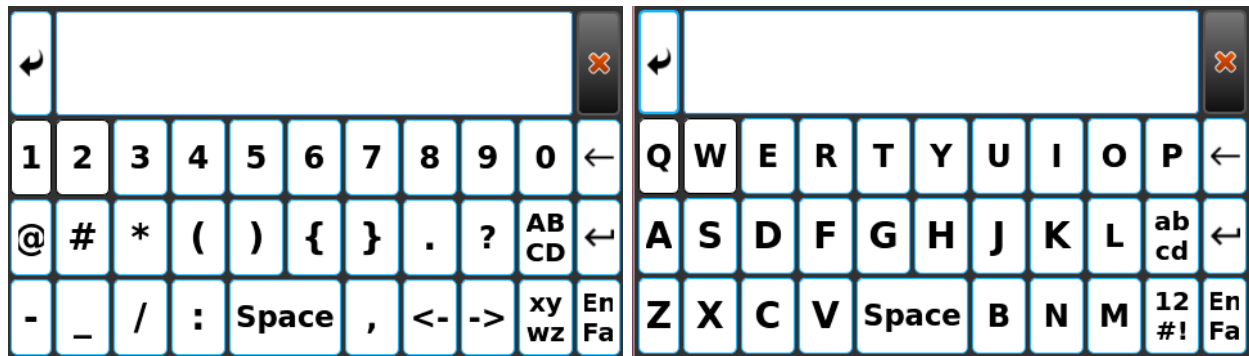 1 2 3 4 5 6 7 8 9 0 ←
@ # * ( ) { } . ? AB CD ↵
- _ / : Space , <- -> xy wz En Fa
Q W E R T Y U I O P ←
A S D F G H J K L ab cd ↵
Z X C V Space B N M 12 #! En Fa